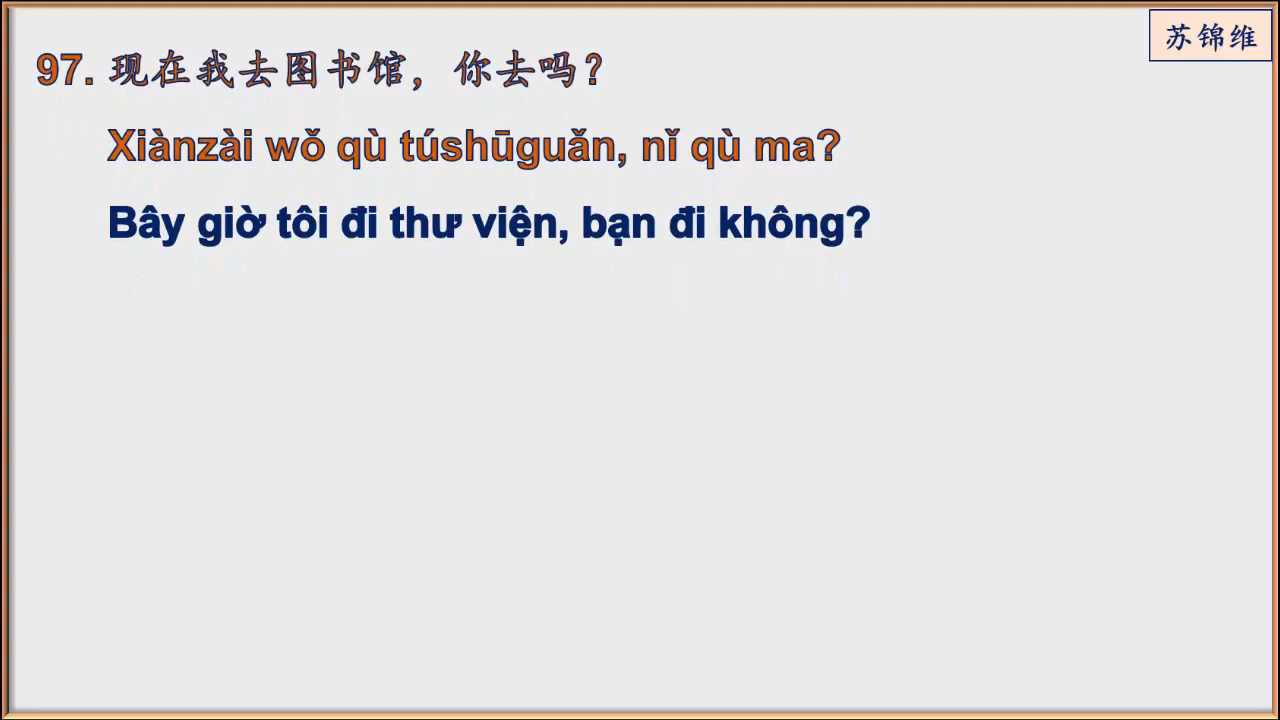 苏锦维
97. 现在我去图书馆，你去吗？
Xiànzài wǒ qù túshūguăn, nǐ qù ma?
Bây giờ tôi đi thư viện, bạn đi không?